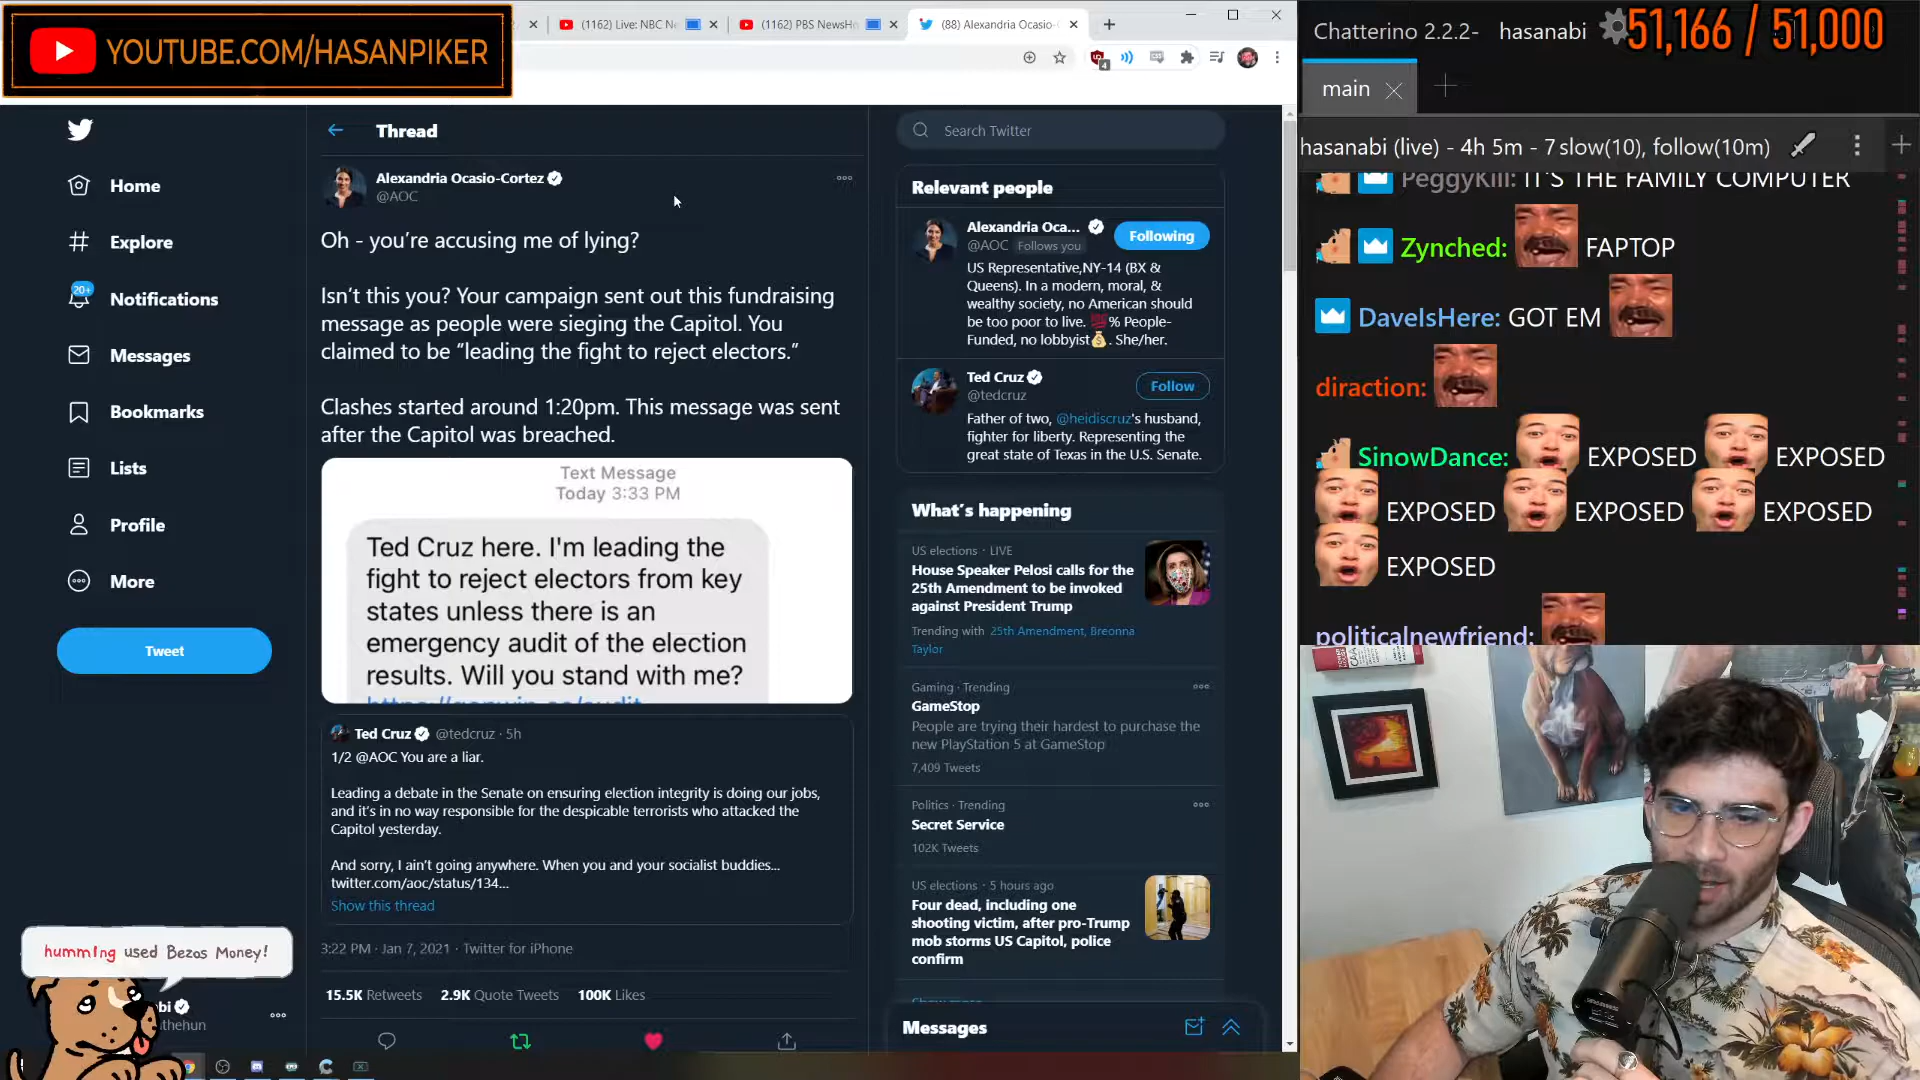 YOUTUBE.COM/HASANPIKER
(1162) Live: NBC N
(1162) PBS NewsHo
(88) Alexandria Ocasio-
4
Thread
Home
Explore
20+
Notifications
Messages
Bookmarks
Lists
Profile
More
Tweet
Alexandria Ocasio-Cortez
@AOC
Oh - you're accusing me of lying?
Isn't this you? Your campaign sent out this fundraising
message as people were sieging the Capitol. You
claimed to be "leading the fight to reject electors."
Clashes started around 1:20pm. This message was sent
after the Capitol was breached.
Text Message
Today 3:33 PM
Ted Cruz here. I'm leading the
fight to reject electors from key
states unless there is an
emergency audit of the election
results. Will you stand with me?
Ted Cruz @tedcruz · 5h
1/2 @AOC You are a liar.
Leading a debate in the Senate on ensuring election integrity is doing our jobs,
and it's in no way responsible for the despicable terrorists who attacked the
Capitol yesterday.
And sorry, I ain't going anywhere. When you and your socialist buddies...
twitter.com/aoc/status/134...
Show this thread
3:22 PM · Jan 7, 2021 · Twitter for iPhone
15.5K Retweets 2.9K Quote Tweets 100K Likes
humm1ng used Bezos Money!
bi
thehun
Search Twitter
Relevant people
Alexandria Oca...
@AOC Follows you
Following
US Representative,NY-14 (BX &
Queens). In a modern, moral, &
wealthy society, no American should
be too poor to live. 💯% People-
Funded, no lobbyist💰. She/her.
Ted Cruz
@tedcruz
Follow
Father of two, @heidiscruz's husband,
fighter for liberty. Representing the
great state of Texas in the U.S. Senate.
What's happening
US elections · LIVE
House Speaker Pelosi calls for the
25th Amendment to be invoked
against President Trump
Trending with 25th Amendment, Breonna
Taylor
Gaming · Trending
GameStop
People are trying their hardest to purchase the
new PlayStation 5 at GameStop
7,409 Tweets
Politics · Trending
Secret Service
102K Tweets
US elections · 5 hours ago
Four dead, including one
shooting victim, after pro-Trump
mob storms US Capitol, police
confirm
Messages
Chatterino 2.2.2- hasanabi
51,166 / 51,000
main
hasanabi (live) - 4h 5m - 7 slow(10), follow(10m)
PeggyKill: IT'S THE FAMILY COMPUTER
Zynched: FAPTOP
DaveIsHere: GOT EM
diraction:
SinowDance: EXPOSED EXPOSED
EXPOSED EXPOSED EXPOSED
EXPOSED
politicalnewfriend: